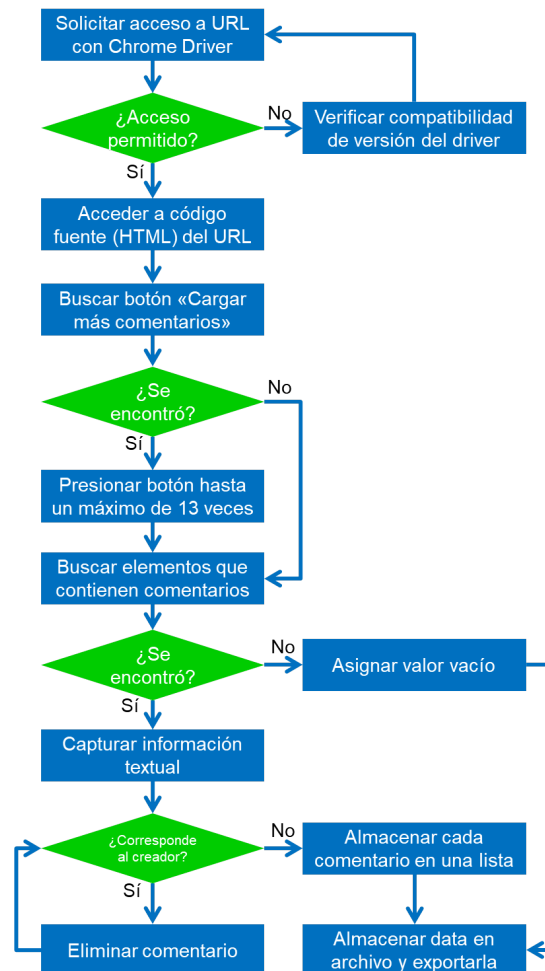 Solicitar acceso a URL
con Chrome Driver
¿Acceso
permitido?
No
Verificar compatibilidad
de versión del driver
Sí
Acceder a código
fuente (HTML) del URL
Buscar botón «Cargar
más comentarios»
¿Se
encontró?
No
Sí
Presionar botón hasta
un máximo de 13 veces
Buscar elementos que
contienen comentarios
¿Se
encontró?
No
Asignar valor vacío
Sí
Capturar información
textual
¿Corresponde
al creador?
No
Almacenar cada
comentario en una lista
Sí
Eliminar comentario
Almacenar data en
archivo y exportarla